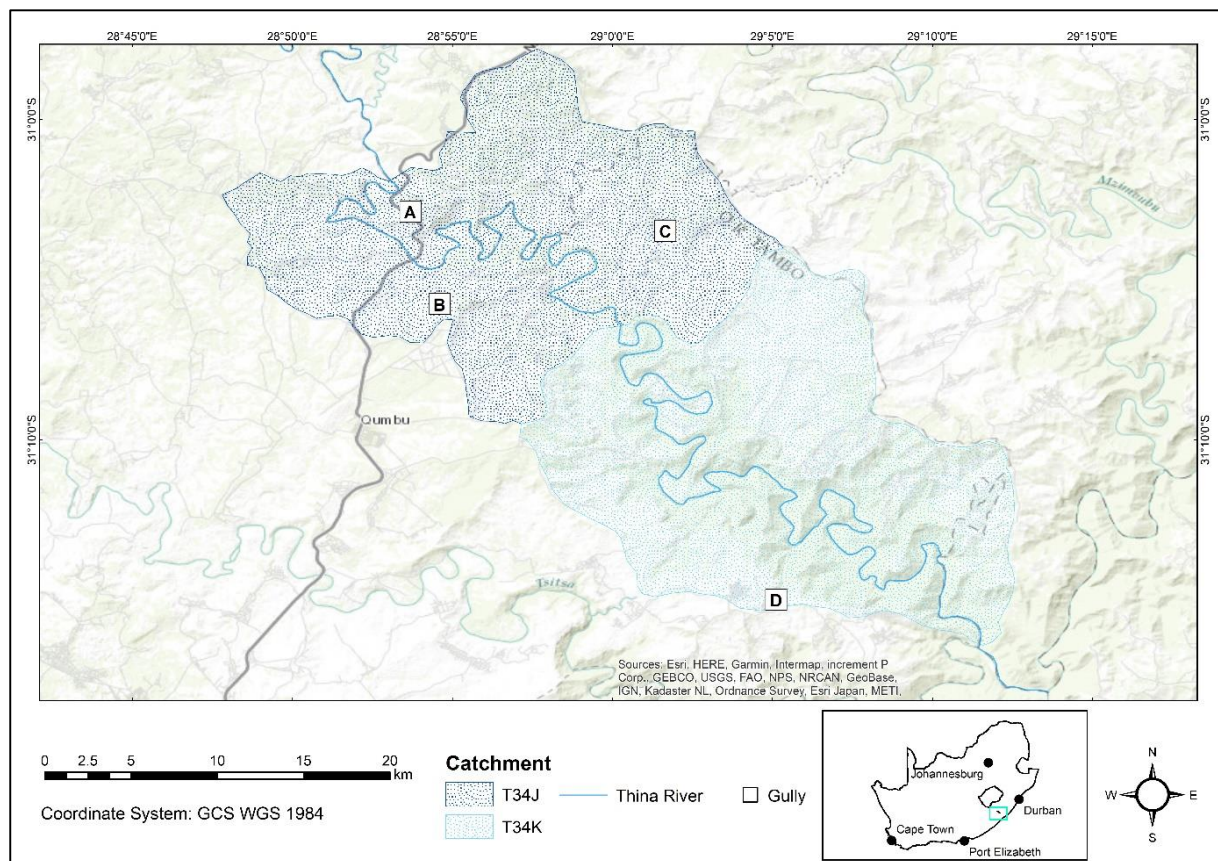 28°45'0"E 28°50'0"E 28°55'0"E 29°0'0"E 29°5'0"E 29°10'0"E 29°15'0"E
31°0'0"S 31°0'0"S
Mzimvubu
A
C
O.R. TAMBO
B
Qumbu
31°10'0"S 31°10'0"S
Tsitsa
D
Sources: Esri, HERE, Garmin, Intermap, increment P
Corp., GEBCO, USGS, FAO, NPS, NRCAN, GeoBase,
IGN, Kadaster NL, Ordnance Survey, Esri Japan, METI,
0 2.5 5 10 15 20
km
Coordinate System: GCS WGS 1984
Catchment
T34J
T34K
Thina River
Gully
Johannesburg
Durban
Cape Town
Port Elizabeth
N
W E
S